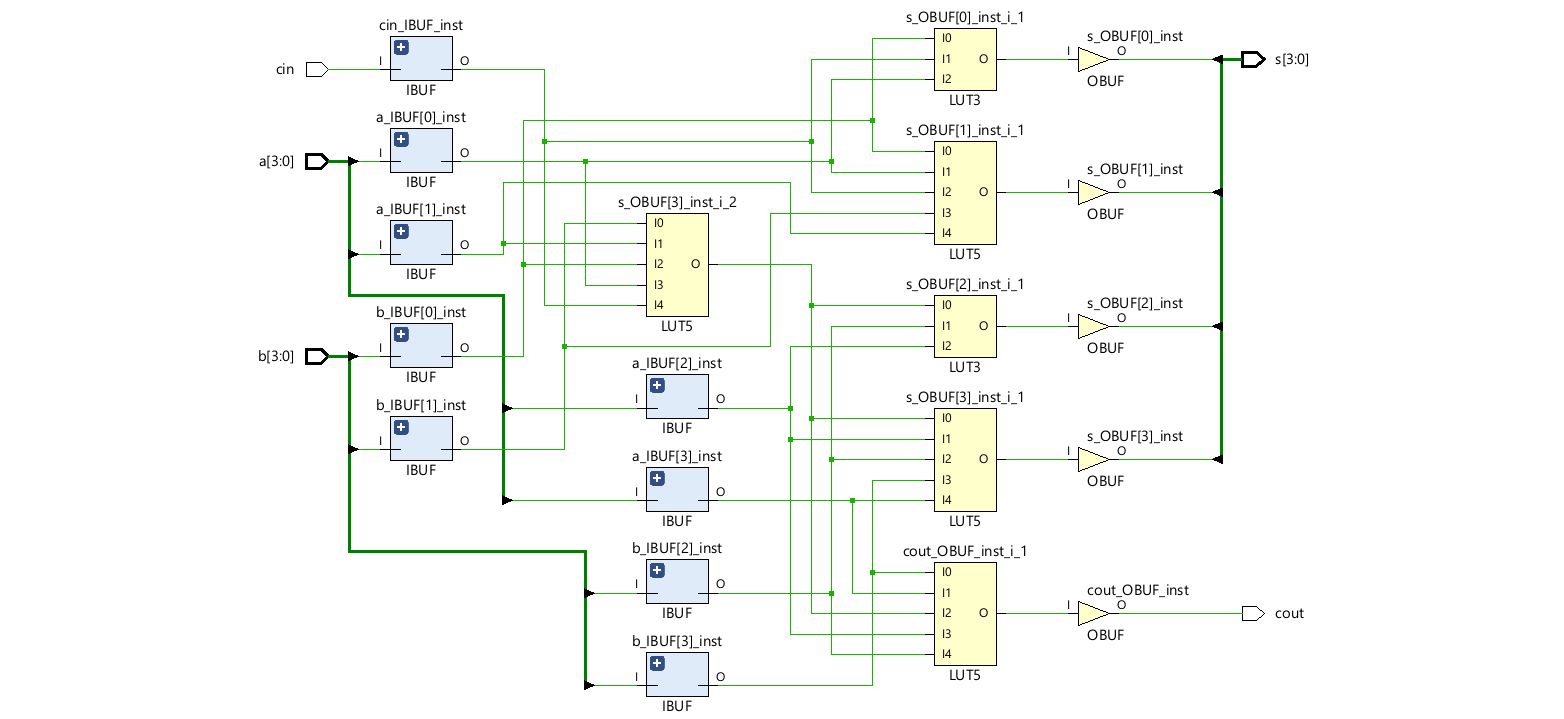 cin
cin_IBUF_inst
I
O
IBUF
a[3:0]
a_IBUF[0]_inst
I
O
IBUF
a_IBUF[1]_inst
I
O
IBUF
b[3:0]
b_IBUF[0]_inst
I
O
IBUF
b_IBUF[1]_inst
I
O
IBUF
s_OBUF[3]_inst_i_2
I0
I1
I2
I3
I4
O
LUT5
a_IBUF[2]_inst
I
O
IBUF
a_IBUF[3]_inst
I
O
IBUF
b_IBUF[2]_inst
I
O
IBUF
b_IBUF[3]_inst
I
O
IBUF
s_OBUF[0]_inst_i_1
I0
I1
I2
O
LUT3
s_OBUF[1]_inst_i_1
I0
I1
I2
I3
I4
O
LUT5
s_OBUF[2]_inst_i_1
I0
I1
I2
O
LUT3
s_OBUF[3]_inst_i_1
I0
I1
I2
I3
I4
O
LUT5
cout_OBUF_inst_i_1
I0
I1
I2
I3
I4
O
LUT5
s_OBUF[0]_inst
I
O
OBUF
s_OBUF[1]_inst
I
O
OBUF
s_OBUF[2]_inst
I
O
OBUF
s_OBUF[3]_inst
I
O
OBUF
cout_OBUF_inst
I
O
OBUF
s[3:0]
cout